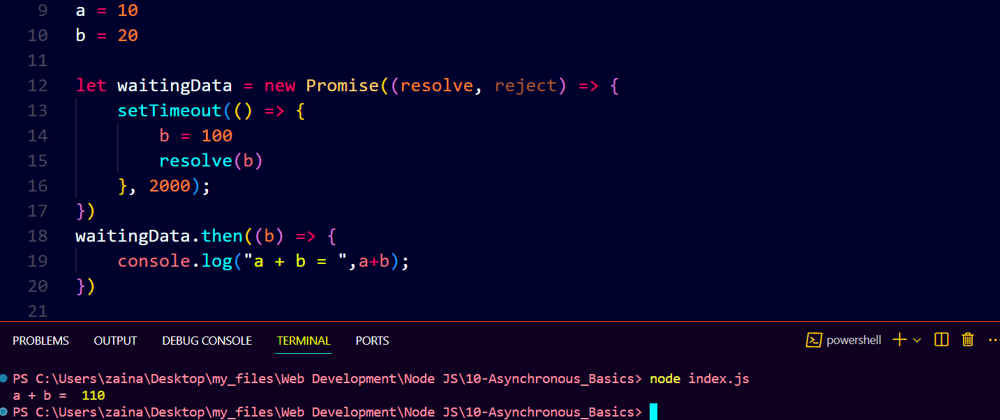 9 a = 10
10 b = 20
11
12 let waitingData = new Promise((resolve, reject) => {
13 setTimeout(() => {
14 b = 100
15 resolve(b)
16 }, 2000);
17 })
18 waitingData.then((b) => {
19 console.log("a + b = ",a+b);
20 })
21
PROBLEMS OUTPUT DEBUG CONSOLE TERMINAL PORTS powershell
PS C:\Users\zaina\Desktop\my_files\Web Development\Node JS\10-Asynchronous_Basics> node index.js
a + b =  110
PS C:\Users\zaina\Desktop\my_files\Web Development\Node JS\10-Asynchronous_Basics>